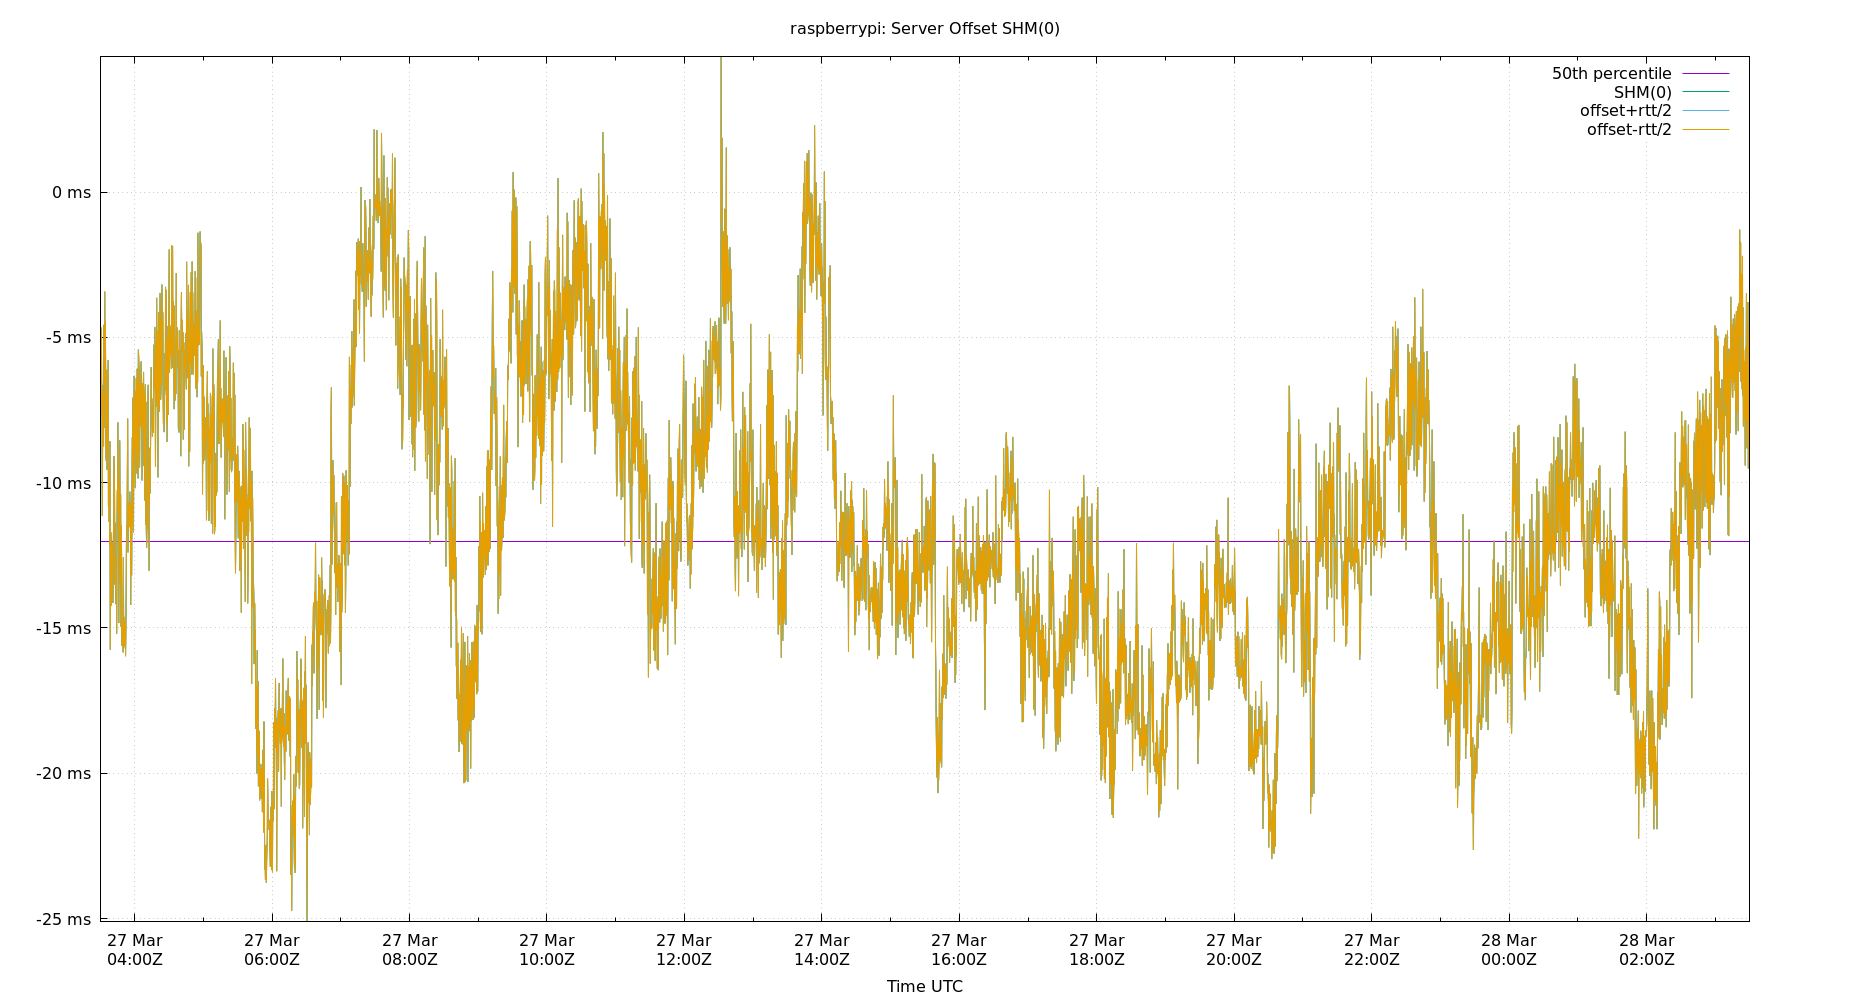 raspberrypi: Server Offset SHM(0)
50th percentile
SHM(0)
offset+rtt/2
offset-rtt/2
0 ms
-5 ms
-10 ms
-15 ms
-20 ms
-25 ms
27 Mar 27 Mar 27 Mar 27 Mar 27 Mar 27 Mar 27 Mar 27 Mar 27 Mar 27 Mar 28 Mar 28 Mar
04:00Z 06:00Z 08:00Z 10:00Z 12:00Z 14:00Z 16:00Z 18:00Z 20:00Z 22:00Z 00:00Z 02:00Z
Time UTC